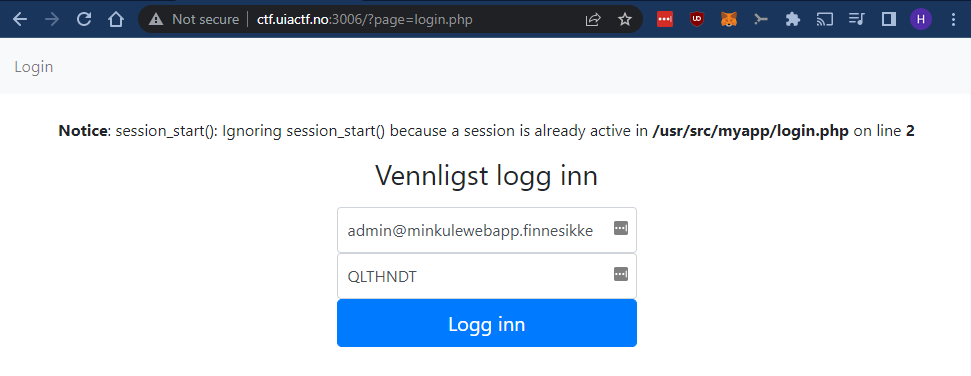 Not secure | ctf.uiactf.no:3006/?page=login.php
UD
H
Login
Notice: session_start(): Ignoring session_start() because a session is already active in /usr/src/myapp/login.php on line 2
Vennligst logg inn
admin@minkulewebapp.finnesikke
QLTHNDT
Logg inn